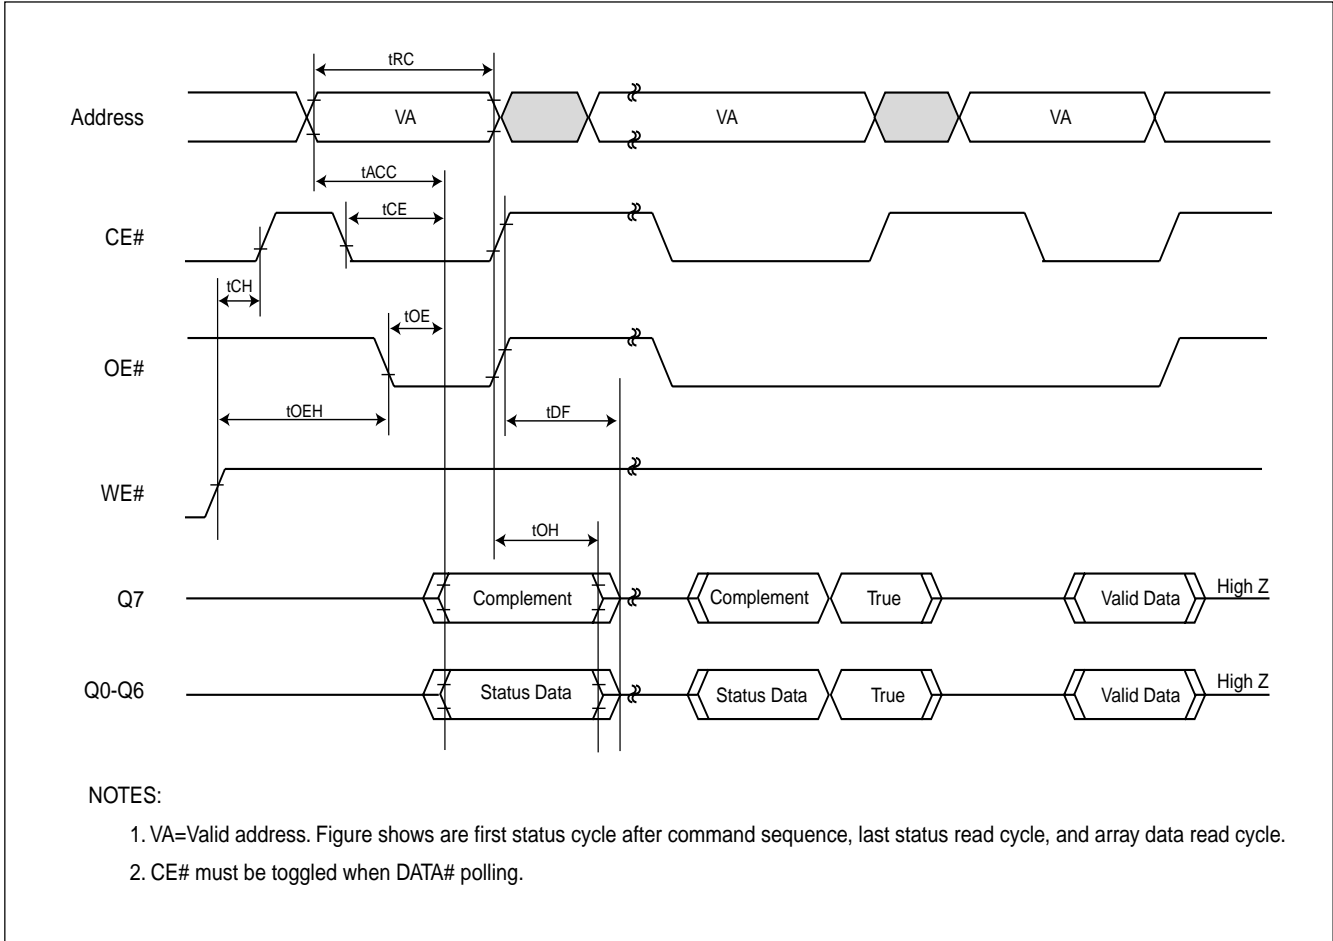 tRC
Address VA VA VA
tACC
tCE
CE#
tCH
tOE
OE#
tOEH tDF
WE#
tOH
Q7 Complement Complement True Valid Data High Z
Q0-Q6 Status Data Status Data True Valid Data High Z
NOTES:
1. VA=Valid address. Figure shows are first status cycle after command sequence, last status read cycle, and array data read cycle.
2. CE# must be toggled when DATA# polling.